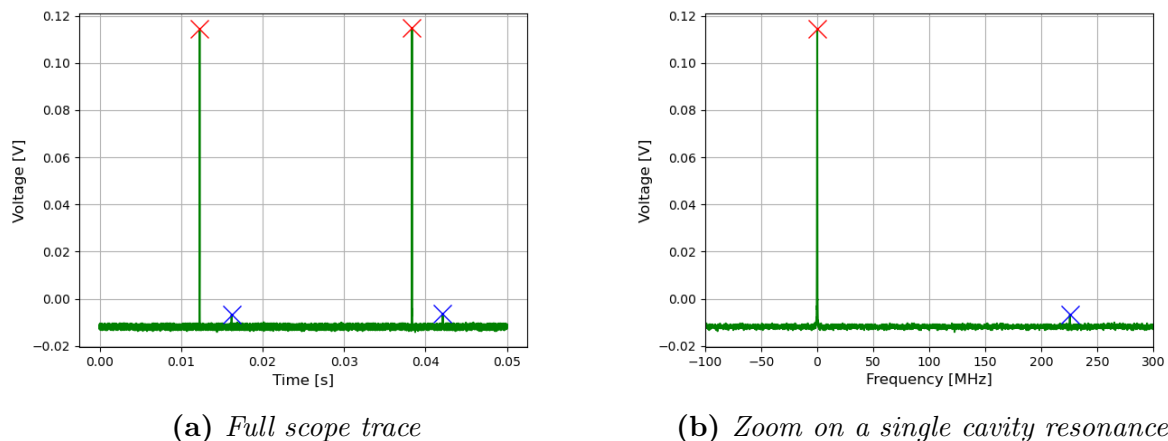 0.12
0.10
0.08
0.06
0.04
0.02
0.00
−0.02
Voltage [V]
0.00 0.01 0.02 0.03 0.04 0.05
Time [s]
(a) Full scope trace
0.12
0.10
0.08
0.06
0.04
0.02
0.00
−0.02
Voltage [V]
−100 −50 0 50 100 150 200 250 300
Frequency [MHz]
(b) Zoom on a single cavity resonance